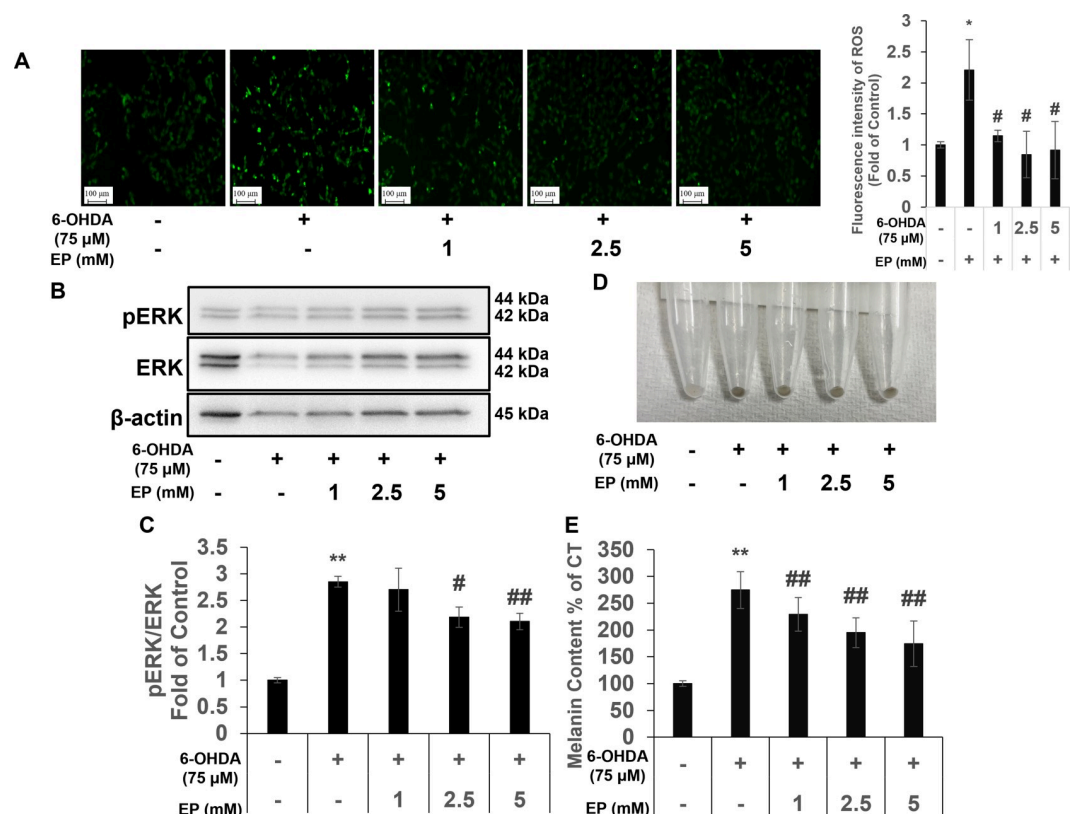 A
100 μm
100 μm
100 μm
100 μm
100 μm
6-OHDA
(75 μM)
- + + + +
EP (mM)
- - 1 2.5 5
Fluorescence intensity of ROS
(Fold of Control)
3
2.5
2
1.5
1
0.5
0
*
# # #
6-OHDA
(75 μM)
- - 1 2.5 5
EP (mM)
- + + + +
B
pERK
44 kDa
42 kDa
ERK
44 kDa
42 kDa
β-actin
45 kDa
6-OHDA
(75 μM)
- + + + +
EP (mM)
- - 1 2.5 5
D
6-OHDA
(75 μM)
- + + + +
EP (mM)
- - 1 2.5 5
C
pERK/ERK
Fold of Control
3.5
3
2.5
2
1.5
1
0.5
0
**
#
##
6-OHDA
(75 μM)
- + + + +
EP (mM)
- - 1 2.5 5
E
Melanin Content % of CT
350
300
250
200
150
100
50
0
**
##
##
##
6-OHDA
(75 μM)
- + + + +
EP (mM)
- - 1 2.5 5